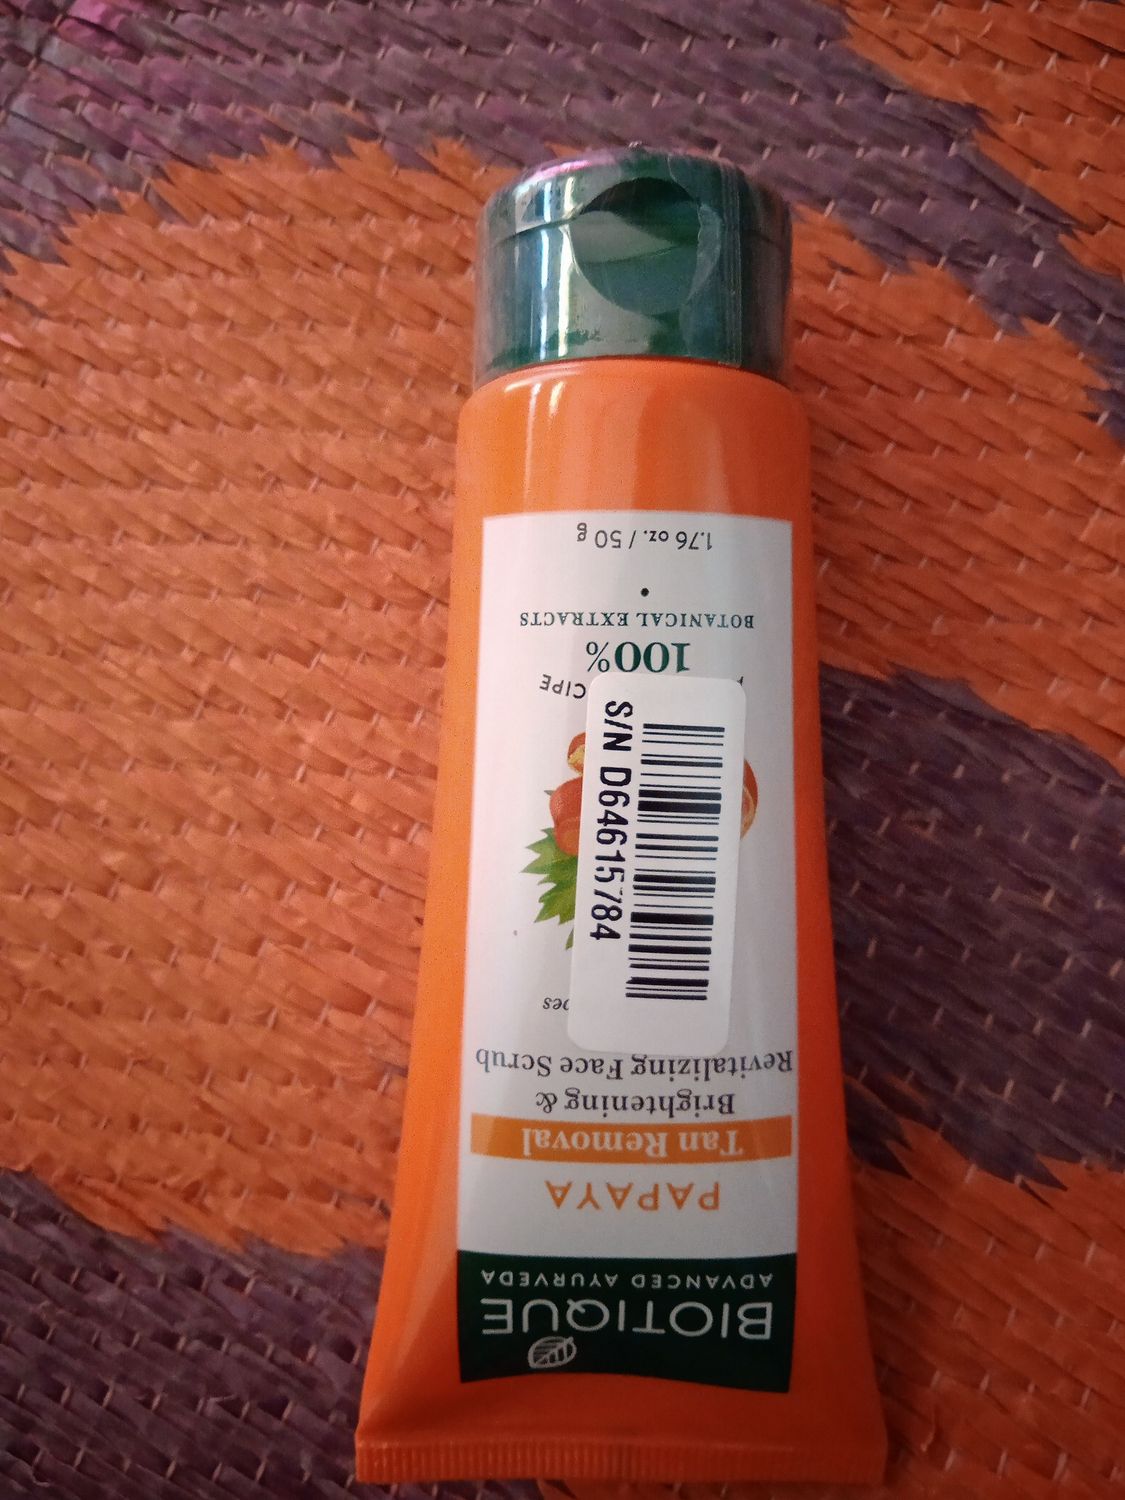 BIOTIQUE
ADVANCED AYURVEDA
PAPAYA
Tan Removal
Brightening &
Revitalizing Face Scrub
S/N D64615784
100%
BOTANICAL EXTRACTS
•
1.76 oz. / 50 g